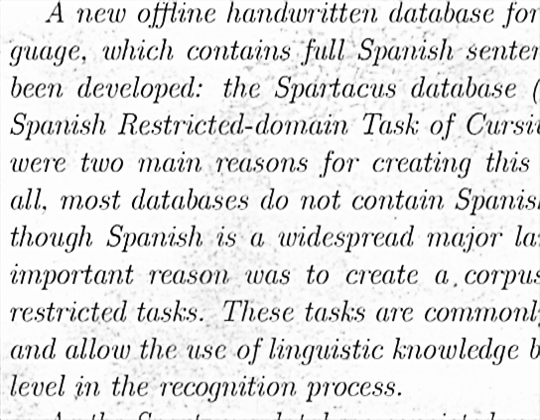 A new offline handwritten database for
guage, which contains full Spanish senten
been developed: the Spartacus database (
Spanish Restricted-domain Task of Cursi
were two main reasons for creating this
all, most databases do not contain Spanish
though Spanish is a widespread major la
important reason was to create a corpus
restricted tasks. These tasks are commonly
and allow the use of linguistic knowledge b
level in the recognition process.